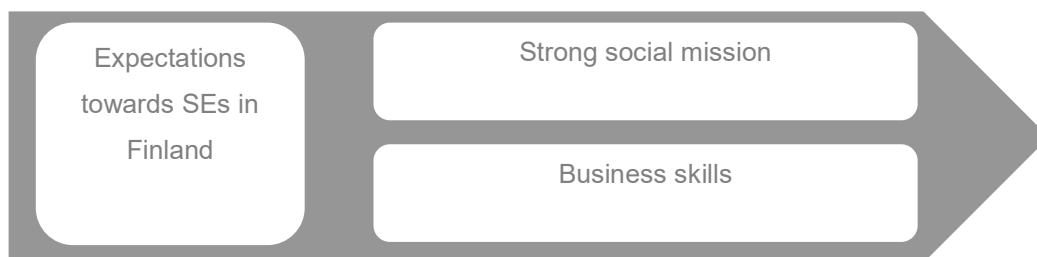 Expectations
towards SEs in
Finland
Strong social mission
Business skills